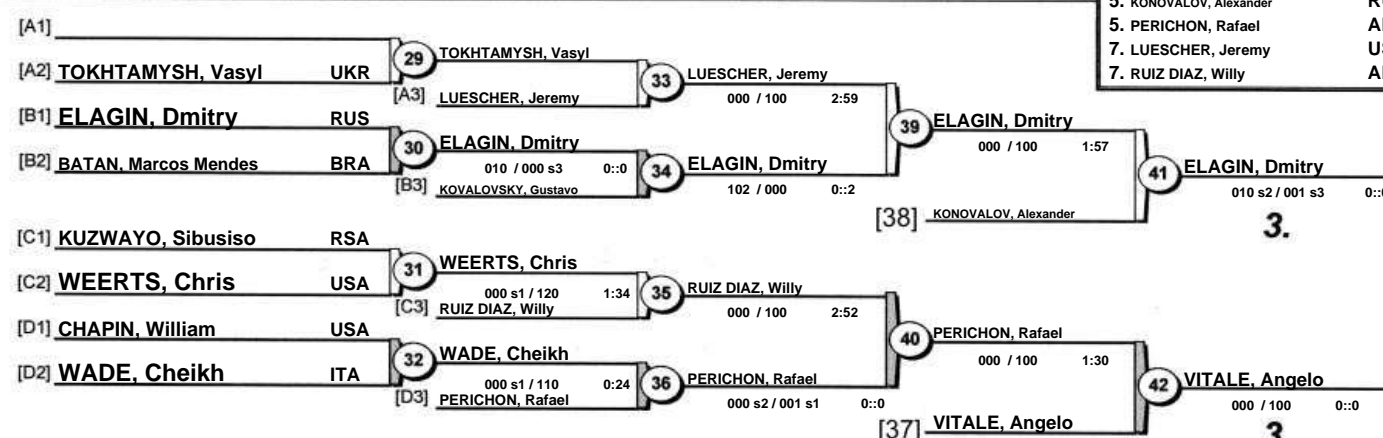 5. KONOVALOV, Alexander
5. PERICHON, Rafael
7. LUESCHER, Jeremy
7. RUIZ DIAZ, Willy
[A1]
29 TOKHTAMYSH, Vasyl
[A2] TOKHTAMYSH, Vasyl UKR
33 LUESCHER, Jeremy
[A3] LUESCHER, Jeremy
000 / 100 2:59
[B1] ELAGIN, Dmitry RUS
39 ELAGIN, Dmitry
30 ELAGIN, Dmitry
000 / 100 1:57
[B2] BATAN, Marcos Mendes BRA
010 / 000 s3 0::0
34 ELAGIN, Dmitry
41 ELAGIN, Dmitry
[B3] KOVALOVSKY, Gustavo
102 / 000 0::2
010 s2 / 001 s3
[38] KONOVALOV, Alexander
3.
[C1] KUZWAYO, Sibusiso RSA
31 WEERTS, Chris
[C2] WEERTS, Chris USA
000 s1 / 120 1:34
35 RUIZ DIAZ, Willy
[C3] RUIZ DIAZ, Willy
000 / 100 2:52
[D1] CHAPIN, William USA
40 PERICHON, Rafael
32 WADE, Cheikh
000 / 100 1:30
[D2] WADE, Cheikh ITA
000 s1 / 110 0:24
36 PERICHON, Rafael
42 VITALE, Angelo
[D3] PERICHON, Rafael
000 s2 / 001 s1 0::0
000 / 100 0::0
[37] VITALE, Angelo
3